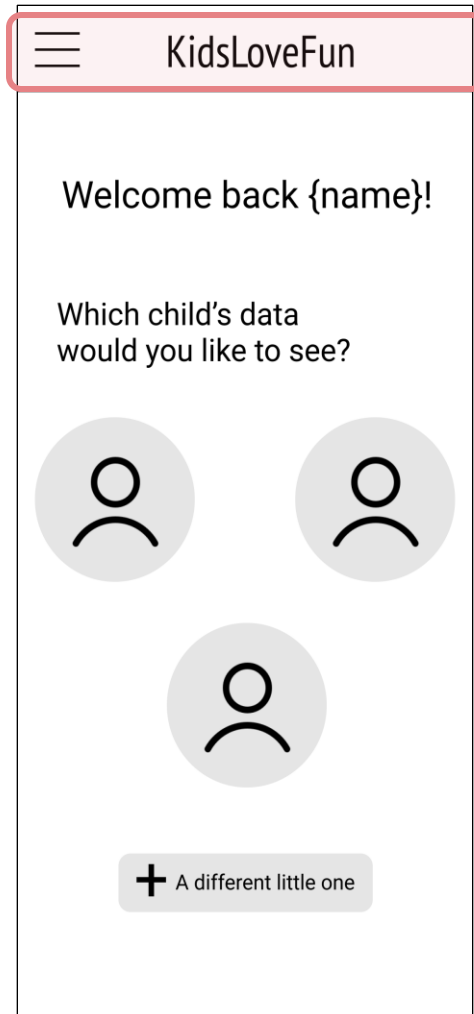 KidsLoveFun
Welcome back {name}!
Which child’s data
would you like to see?
A different little one